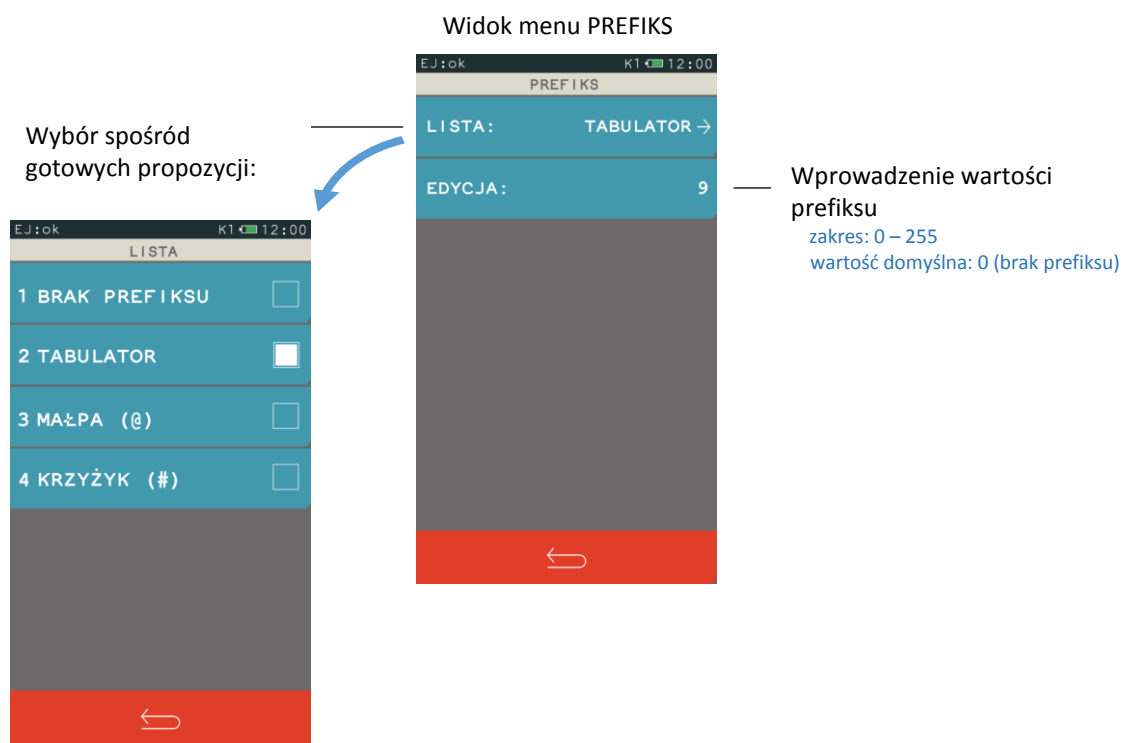 Widok menu PREFIKS
EJ:ok K1 12:00
PREFIKS
LISTA: TABULATOR →
EDYCJA: 9
Wybór spośród
gotowych propozycji:
Wprowadzenie wartości
prefiksu
zakres: 0 – 255
wartość domyślna: 0 (brak prefiksu)
EJ:ok K1 12:00
LISTA
1 BRAK PREFIKSU
2 TABULATOR
3 MAŁPA (@)
4 KRZYŻYK (#)